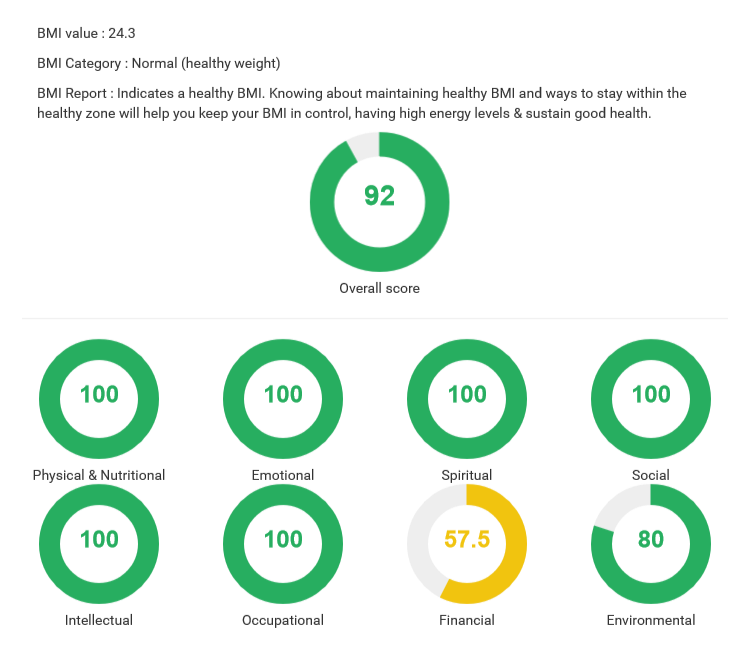 BMI value : 24.3
BMI Category : Normal (healthy weight)
BMI Report : Indicates a healthy BMI. Knowing about maintaining healthy BMI and ways to stay within the
healthy zone will help you keep your BMI in control, having high energy levels & sustain good health.
92
Overall score
100
100
100
100
Physical & Nutritional
Emotional
Spiritual
Social
100
100
57.5
80
Intellectual
Occupational
Financial
Environmental